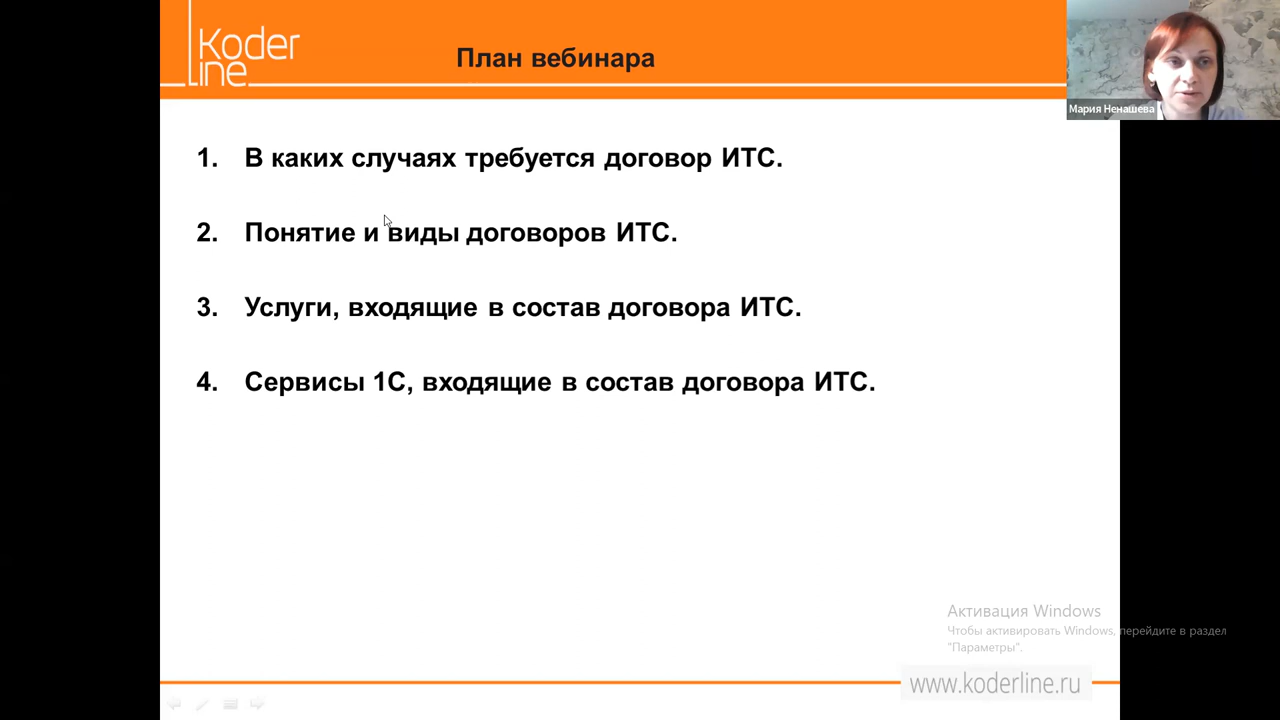 Koder
line
План вебинара
Мария Ненашева
1. В каких случаях требуется договор ИТС.
2. Понятие и виды договоров ИТС.
3. Услуги, входящие в состав договора ИТС.
4. Сервисы 1С, входящие в состав договора ИТС.
Активация Windows
Чтобы активировать Windows, перейдите в раздел
"Параметры".
www.koderline.ru